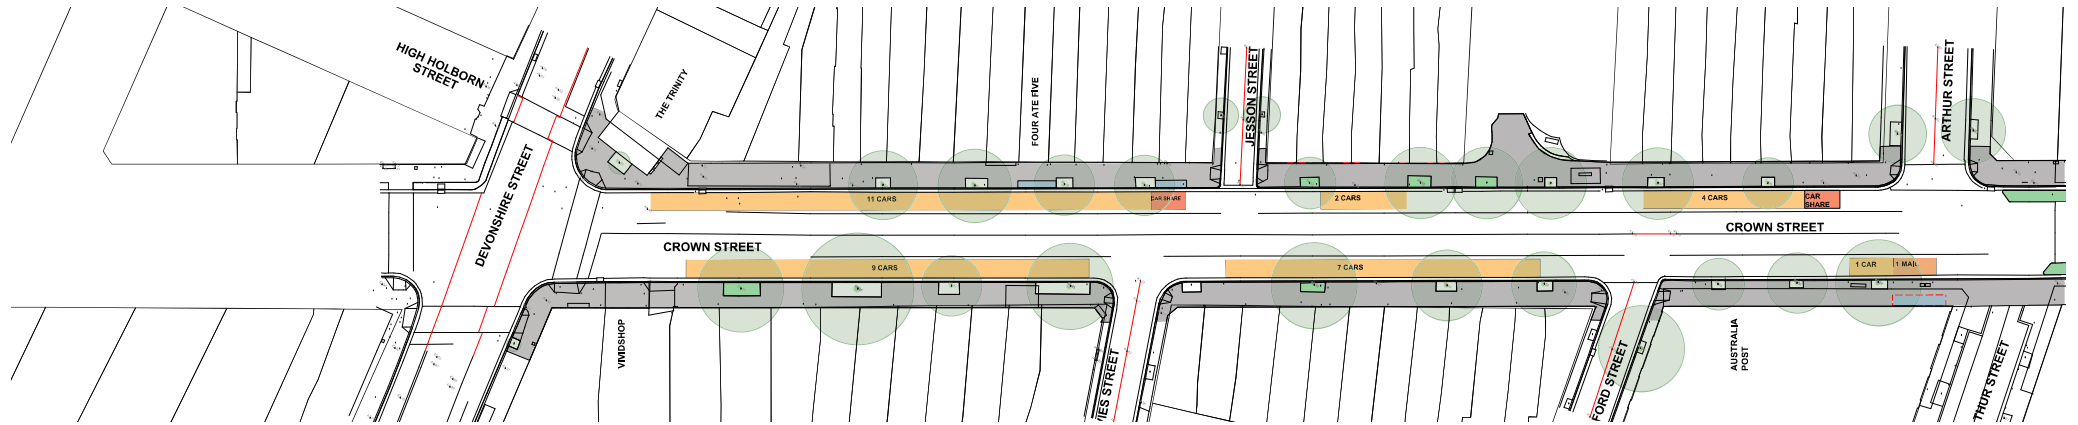 HIGH HOLBORN
STREET
THE TRINITY
FOUR ATE FIVE
JESSON STREET
ARTHUR STREET
DEVONSHIRE STREET
11 CARS
CAR SHARE
2 CARS
4 CARS
CAR
SHARE
CROWN STREET
CROWN STREET
9 CARS
7 CARS
1 CAR
1 MAIL
VIVIDSHOP
IES STREET
FORD STREET
AUSTRALIA
POST
THUR STREET